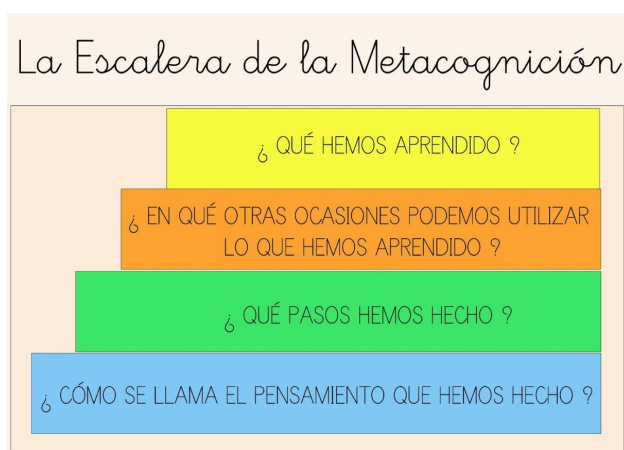 La Escalera de la Metacognición
¿ QUÉ HEMOS APRENDIDO ?
¿ EN QUÉ OTRAS OCASIONES PODEMOS UTILIZAR
LO QUE HEMOS APRENDIDO ?
¿ QUÉ PASOS HEMOS HECHO ?
¿ CÓMO SE LLAMA EL PENSAMIENTO QUE HEMOS HECHO ?